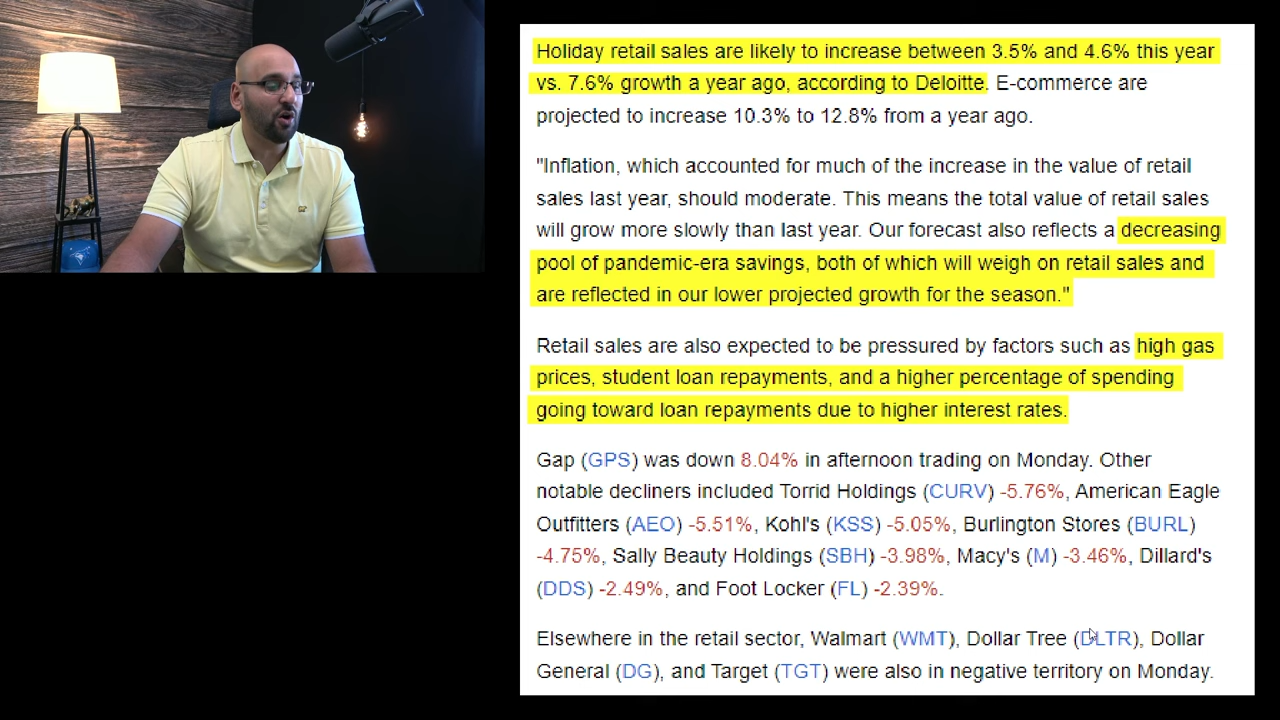 Holiday retail sales are likely to increase between 3.5% and 4.6% this year
vs. 7.6% growth a year ago, according to Deloitte. E-commerce are
projected to increase 10.3% to 12.8% from a year ago.
"Inflation, which accounted for much of the increase in the value of retail
sales last year, should moderate. This means the total value of retail sales
will grow more slowly than last year. Our forecast also reflects a decreasing
pool of pandemic-era savings, both of which will weigh on retail sales and
are reflected in our lower projected growth for the season."
Retail sales are also expected to be pressured by factors such as high gas
prices, student loan repayments, and a higher percentage of spending
going toward loan repayments due to higher interest rates.
Gap (GPS) was down 8.04% in afternoon trading on Monday. Other
notable decliners included Torrid Holdings (CURV) -5.76%, American Eagle
Outfitters (AEO) -5.51%, Kohl's (KSS) -5.05%, Burlington Stores (BURL)
-4.75%, Sally Beauty Holdings (SBH) -3.98%, Macy's (M) -3.46%, Dillard's
(DDS) -2.49%, and Foot Locker (FL) -2.39%.
Elsewhere in the retail sector, Walmart (WMT), Dollar Tree (DLTR), Dollar
General (DG), and Target (TGT) were also in negative territory on Monday.